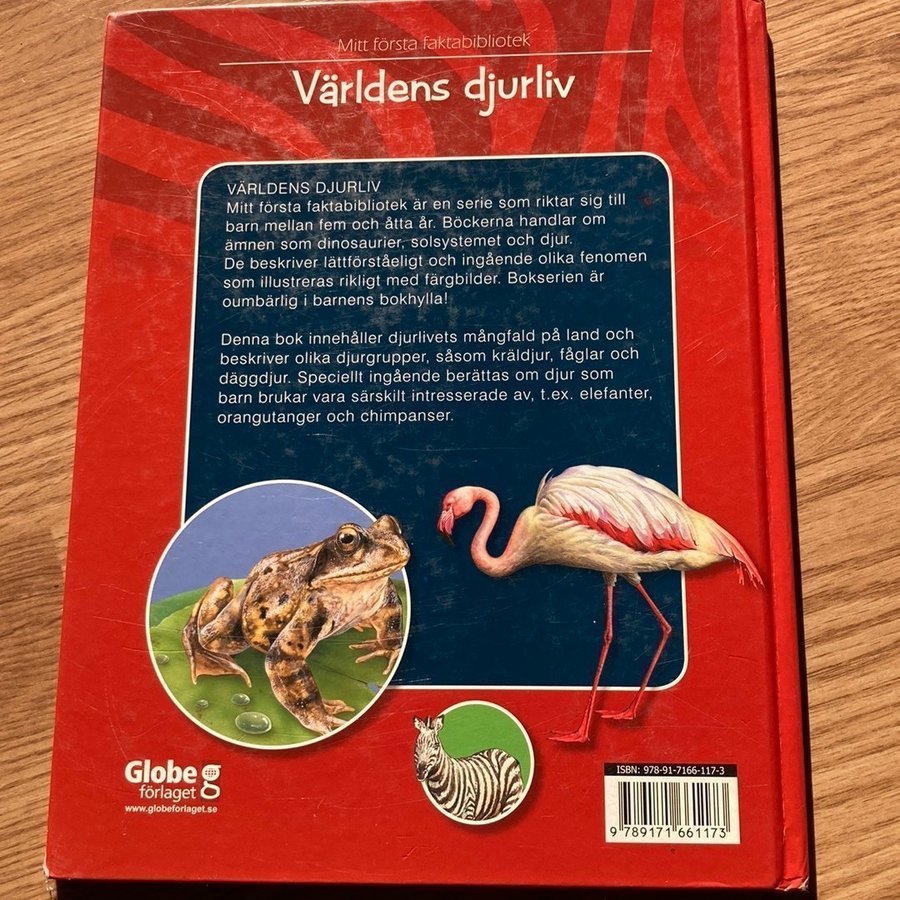 Mitt första faktabibliotek
Världens djurliv
VÄRLDENS DJURLIV
Mitt första faktabibliotek är en serie som riktar sig till
barn mellan fem och åtta år. Böckerna handlar om
ämnen som dinosaurier, solsystemet och djur.
De beskriver lättförståeligt och ingående olika fenomen
som illustreras rikligt med färgbilder. Bokserien är
oumbärlig i barnens bokhylla!
Denna bok innehåller djurlivets mångfald på land och
beskriver olika djurgrupper, såsom kräldjur, fåglar och
däggdjur. Speciellt ingående berättas om djur som
barn brukar vara särskilt intresserade av, t.ex. elefanter,
orangutanger och chimpanser.
Globe g
förlaget
www.globeforlaget.se
ISBN: 978-91-7166-117-3
9 789171 661173